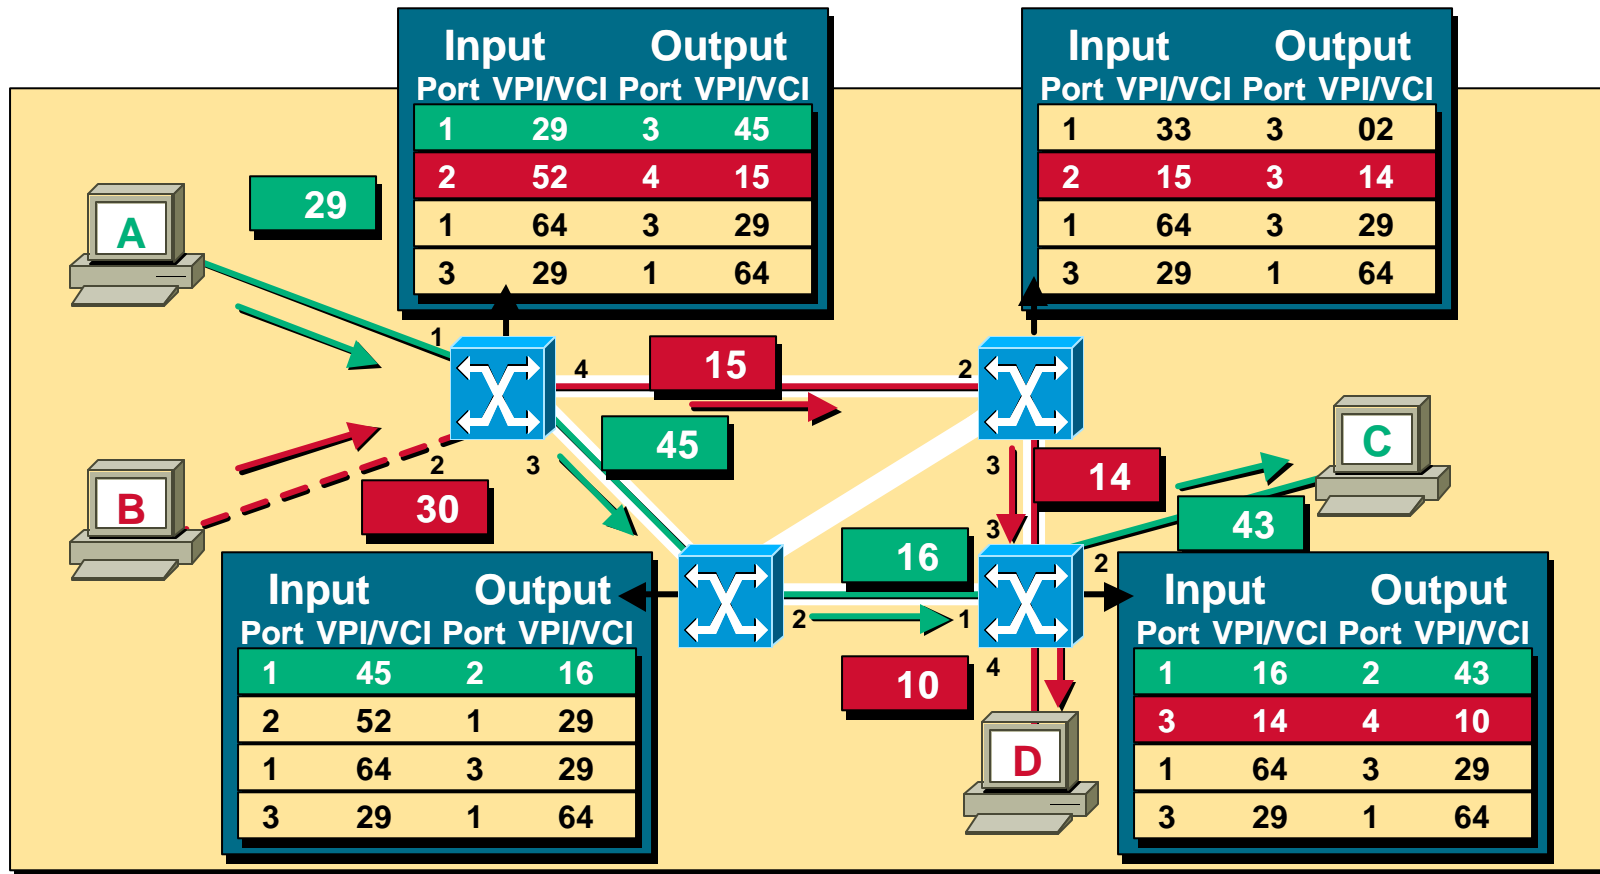 Input Output
Port VPI/VCI Port VPI/VCI
1 29 3 45
2 52 4 15
1 64 3 29
3 29 1 64
Input Output
Port VPI/VCI Port VPI/VCI
1 33 3 02
2 15 3 14
1 64 3 29
3 29 1 64
A
29
1
4
15
2
45
C
B
2
3
30
3
14
43
3
16
2
2
1
10
4
D
Input Output
Port VPI/VCI Port VPI/VCI
1 45 2 16
2 52 1 29
1 64 3 29
3 29 1 64
Input Output
Port VPI/VCI Port VPI/VCI
1 16 2 43
3 14 4 10
1 64 3 29
3 29 1 64